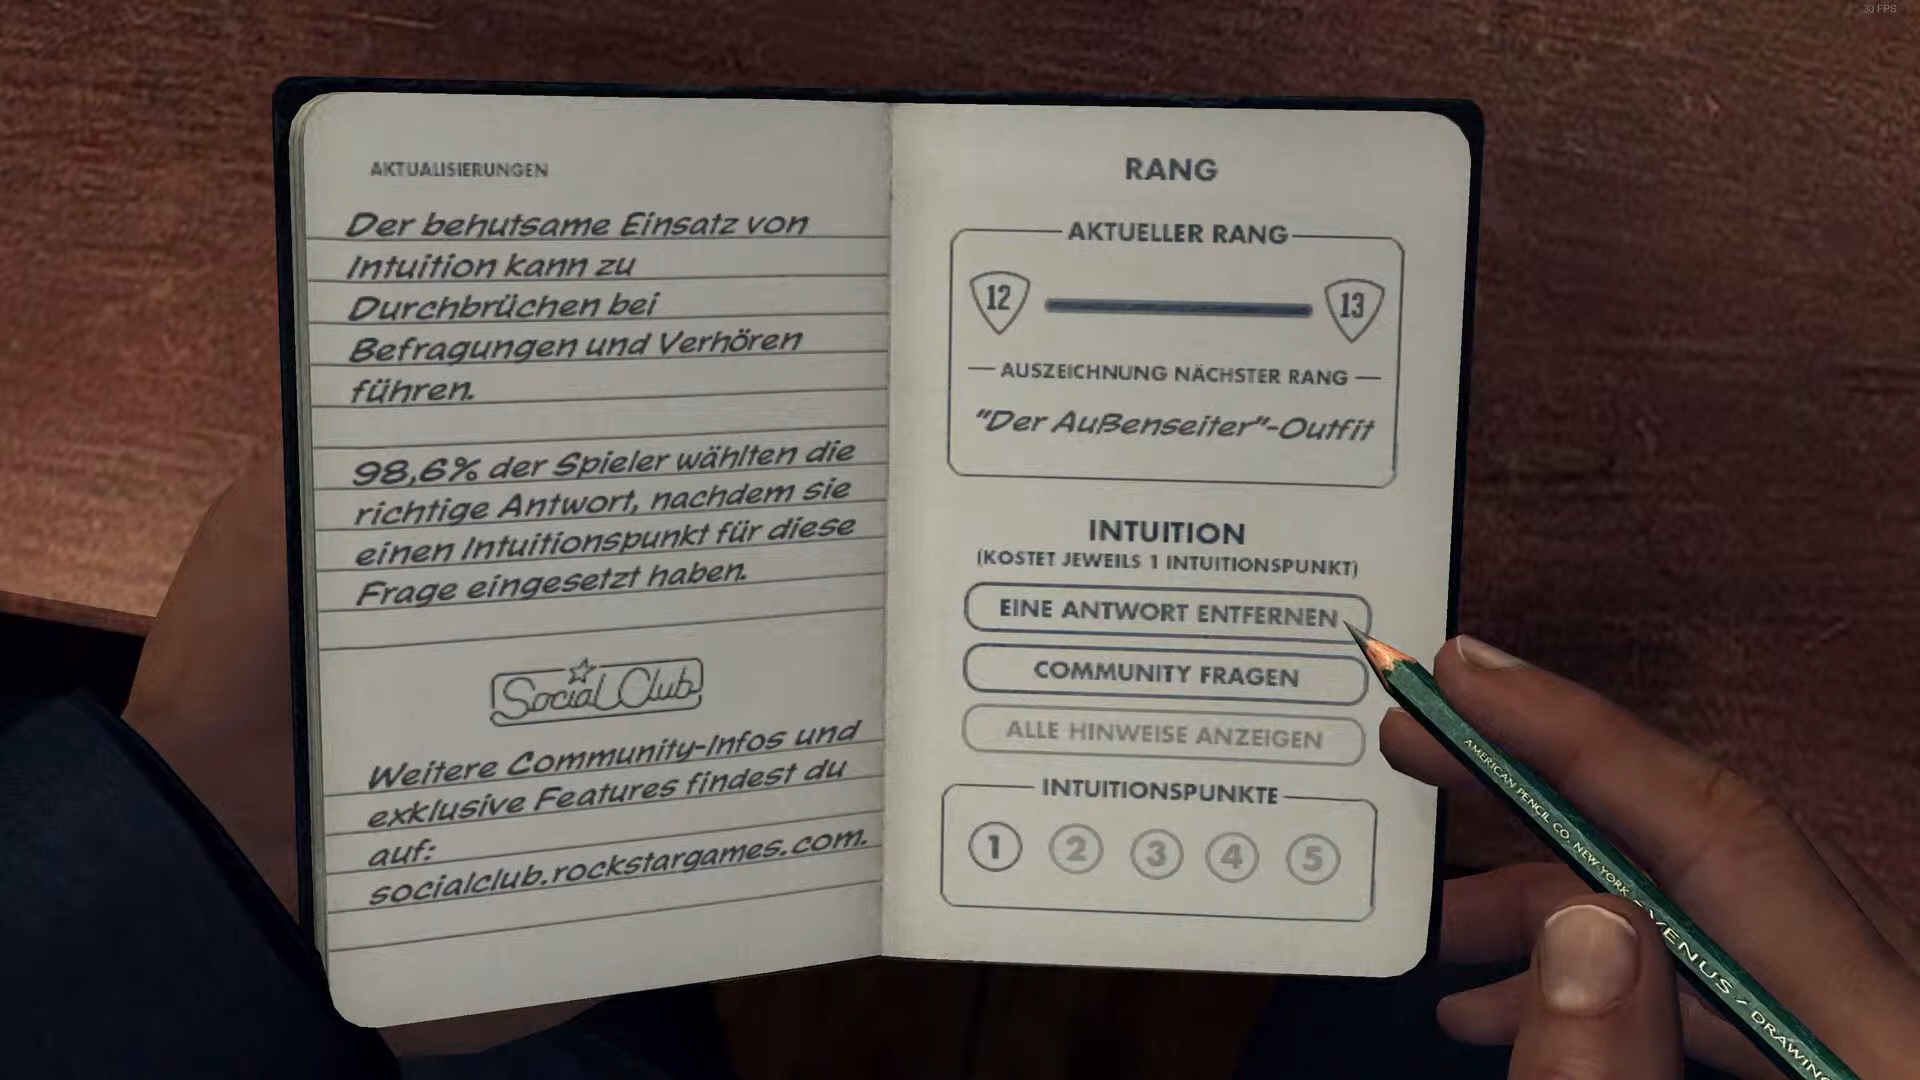 30 FPS
AKTUALISIERUNGEN
Der behutsame Einsatz von
Intuition kann zu
Durchbrüchen bei
Befragungen und Verhören
führen.
98,6% der Spieler wählten die
richtige Antwort, nachdem sie
einen Intuitionspunkt für diese
Frage eingesetzt haben.
Social Club
Weitere Community-Infos und
exklusive Features findest du
auf:
socialclub.rockstargames.com.
RANG
AKTUELLER RANG
12 13
AUSZEICHNUNG NÄCHSTER RANG
"Der Außenseiter"-Outfit
INTUITION
(KOSTET JEWEILS 1 INTUITIONSPUNKT)
EINE ANTWORT ENTFERNEN
COMMUNITY FRAGEN
ALLE HINWEISE ANZEIGEN
INTUITIONSPUNKTE
1 2 3 4 5
AMERICAN PENCIL CO. NEW-YORK VENUS / DRAWING